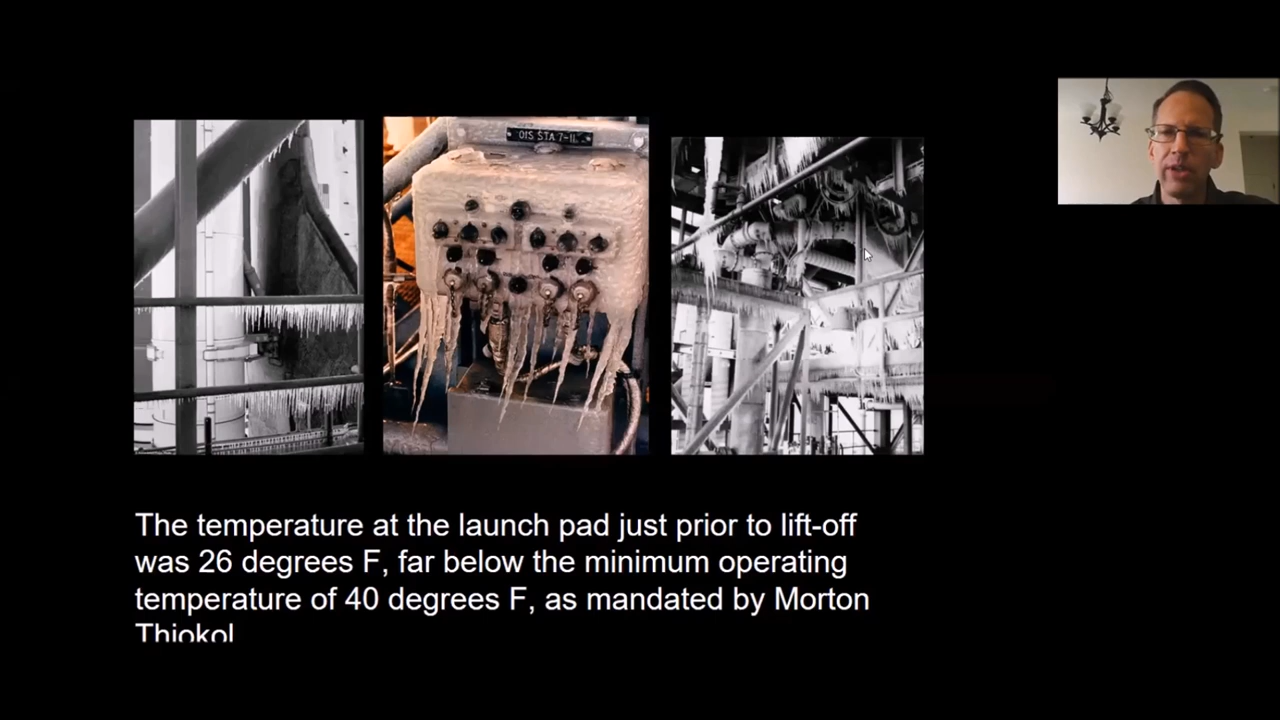 OIS STA 7-11
The temperature at the launch pad just prior to lift-off
was 26 degrees F, far below the minimum operating
temperature of 40 degrees F, as mandated by Morton
Thiokol